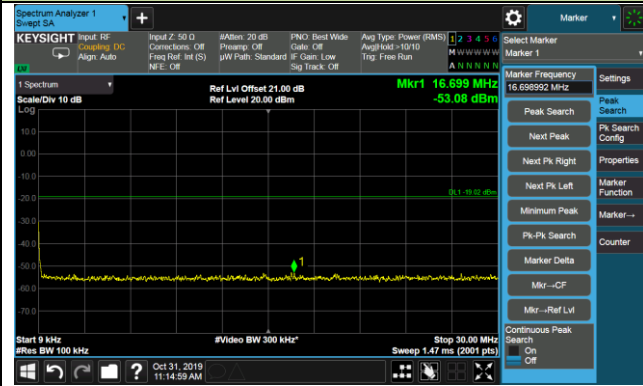 Spectrum Analyzer 1
Swept SA
Marker
KEYSIGHT
Input: RF
Coupling: DC
Align: Auto
Input Z: 50 Ω
Corrections: Off
Freq Ref: Int (S)
NFE: Off
#Atten: 20 dB
Preamp: Off
µW Path: Standard
PNO: Best Wide
Gate: Off
IF Gain: Low
Sig Track: Off
Avg Type: Power (RMS)
Avg|Hold:>10/10
Trig: Free Run
1 2 3 4 5 6
M W W W W W
A N N N N N
Select Marker
Marker 1
1 Spectrum
Scale/Div 10 dB
Log
Ref Lvl Offset 21.00 dB
Ref Level 20.00 dBm
Mkr1 16.699 MHz
-53.08 dBm
10.0
0.00
-10.0
-20.0
-30.0
-40.0
-50.0
-60.0
-70.0
DL1 -19.02 dBm
1
Start 9 kHz
#Res BW 100 kHz
#Video BW 300 kHz*
Stop 30.00 MHz
Sweep 1.47 ms (2001 pts)
Marker Frequency
16.698992 MHz
Peak Search
Next Peak
Next Pk Right
Next Pk Left
Minimum Peak
Pk-Pk Search
Marker Delta
Mkr→CF
Mkr→Ref Lvl
Continuous Peak
Search
On
Off
Settings
Peak
Search
Pk Search
Config
Properties
Marker
Function
Marker→
Counter
?
Oct 31, 2019
11:14:59 AM